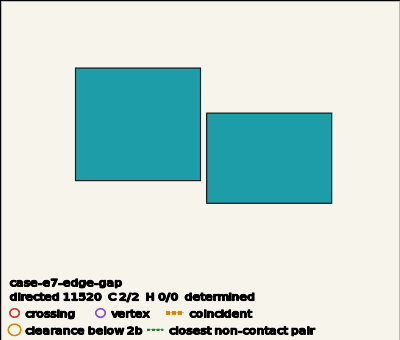 case-e7-edge-gap
directed 11520 C 2/2 H 0/0 determined
crossing vertex coincident
clearance below 2b closest non-contact pair